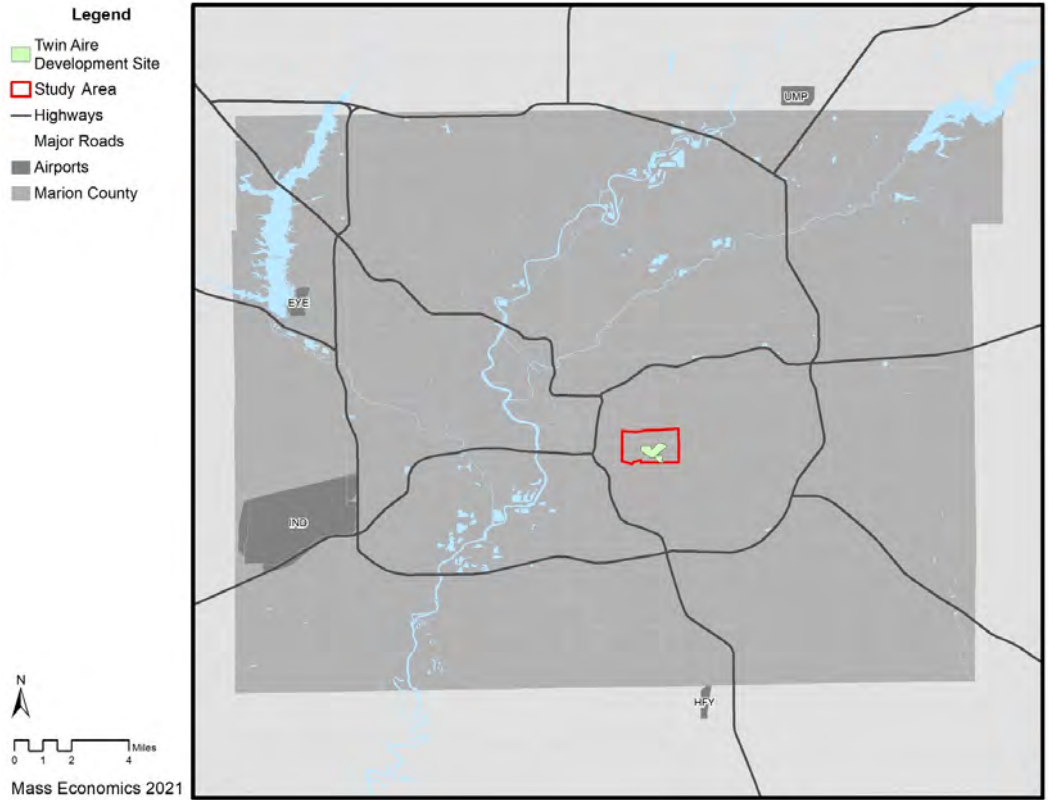 Legend
Twin Aire
Development Site
Study Area
Highways
Major Roads
Airports
Marion County
UMP
EYE
IND
HFY
N
Miles
0 1 2 4
Mass Economics 2021